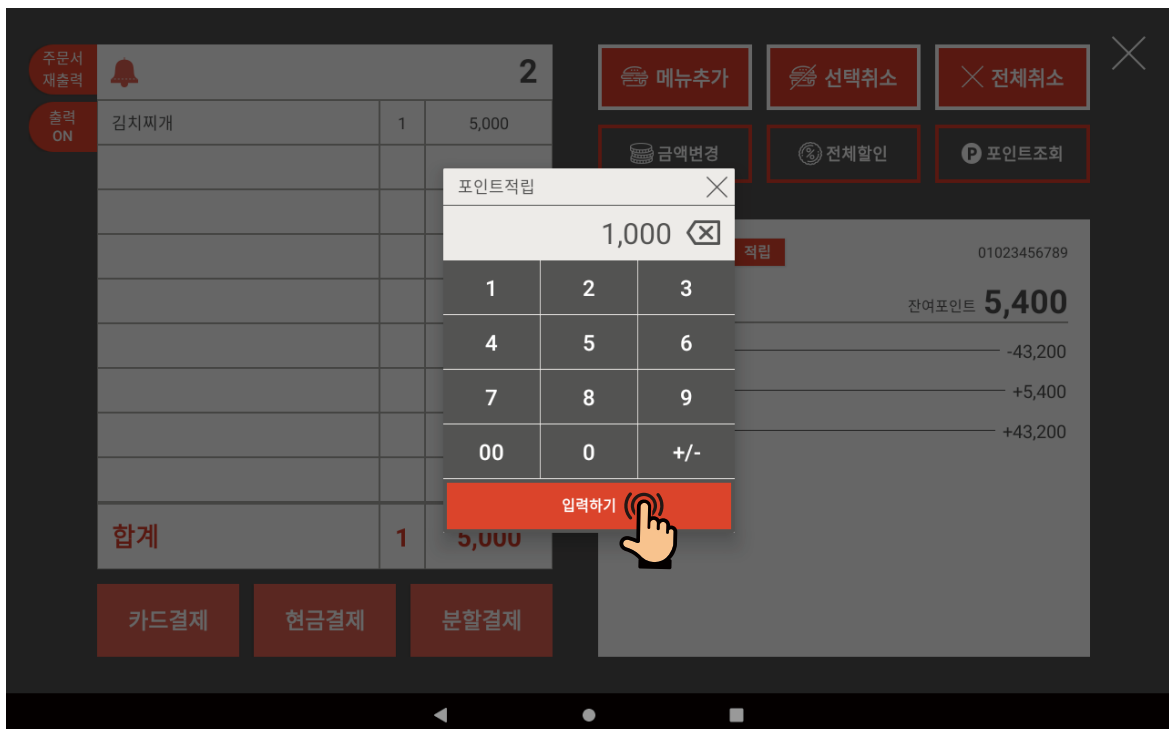 주문서
재출력
2
메뉴추가
선택취소
전체취소
출력
ON
김치찌개 1 5,000
금액변경
전체할인
P 포인트조회
포인트적립
1,000
적립
01023456789
잔여포인트 5,400
-43,200
+5,400
+43,200
1 2 3
4 5 6
7 8 9
00 0 +/-
입력하기
합계 1 5,000
카드결제
현금결제
분할결제